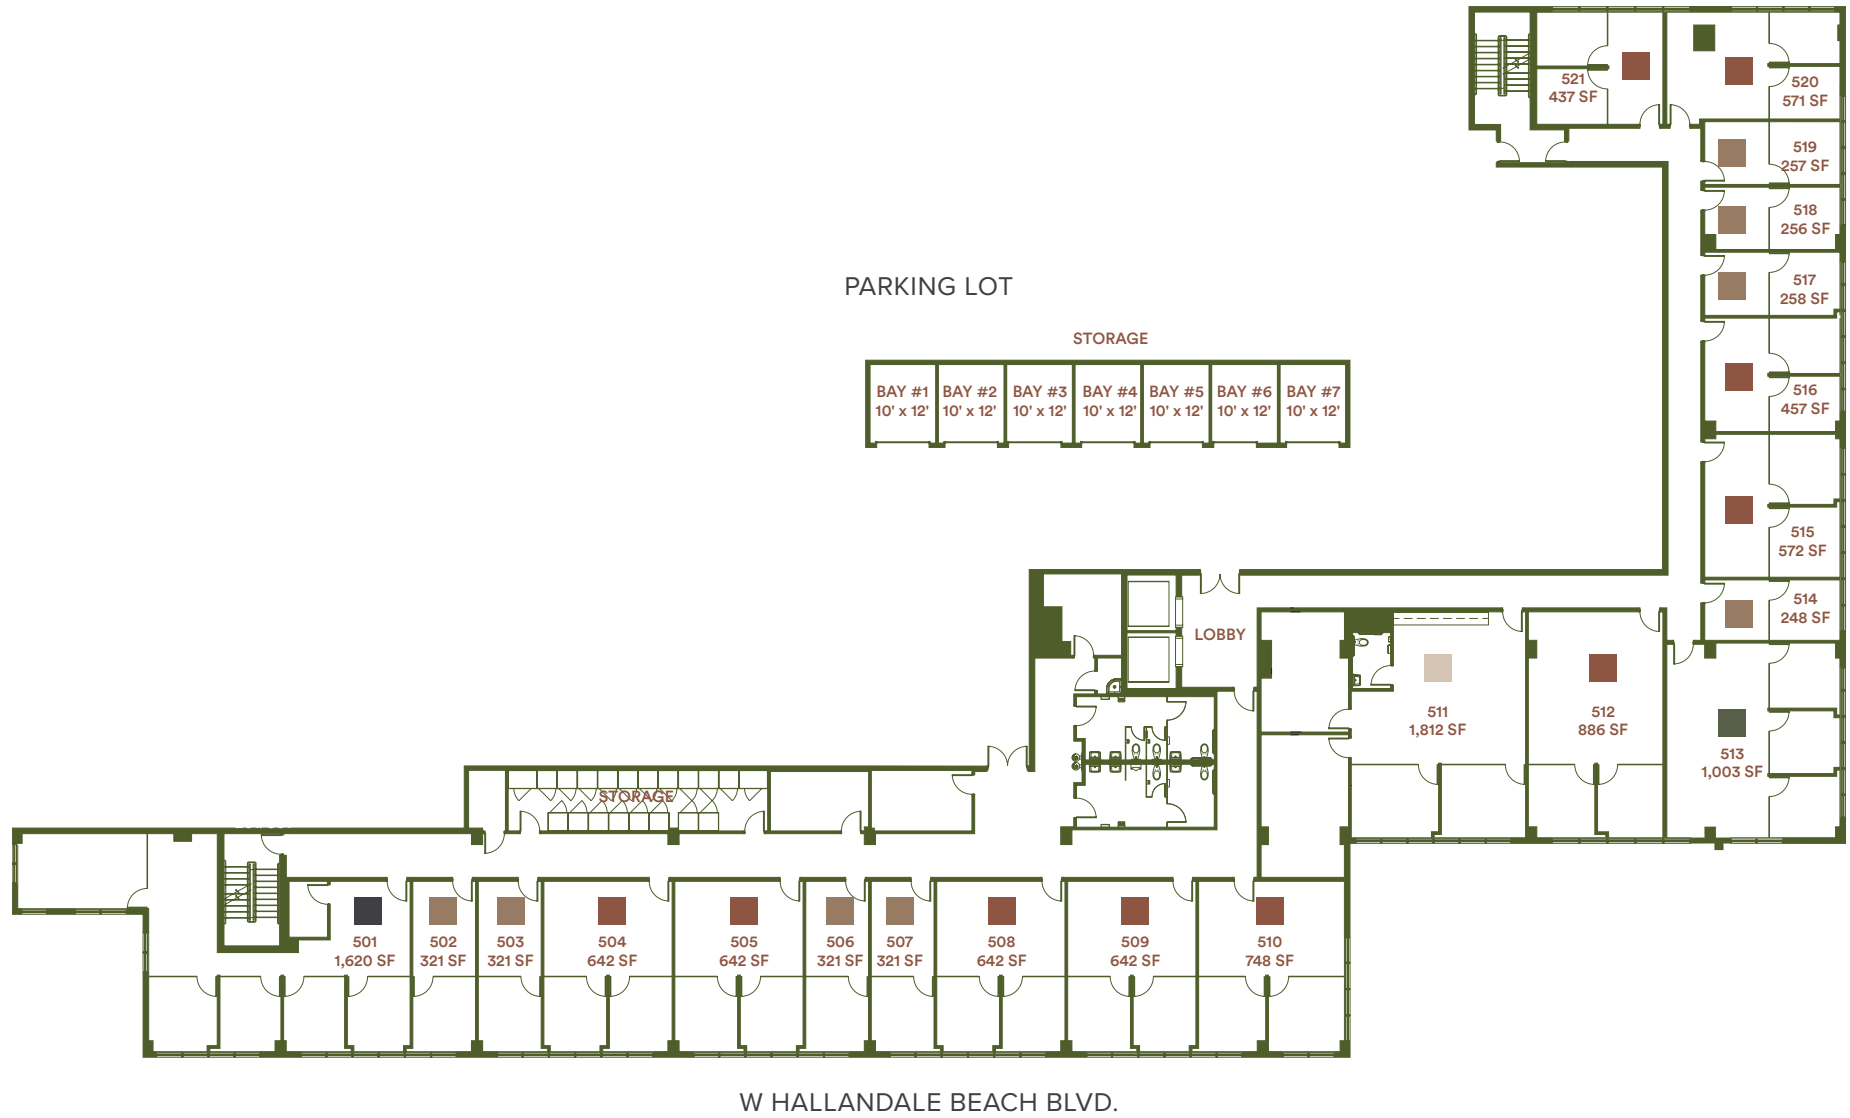 521
437 SF
520
571 SF
519
257 SF
518
256 SF
517
258 SF
PARKING LOT
STORAGE
BAY #1
10' x 12'
BAY #2
10' x 12'
BAY #3
10' x 12'
BAY #4
10' x 12'
BAY #5
10' x 12'
BAY #6
10' x 12'
BAY #7
10' x 12'
516
457 SF
515
572 SF
514
248 SF
LOBBY
511
1,812 SF
512
886 SF
513
1,003 SF
STORAGE
501
1,620 SF
502
321 SF
503
321 SF
504
642 SF
505
642 SF
506
321 SF
507
321 SF
508
642 SF
509
642 SF
510
748 SF
W HALLANDALE BEACH BLVD.